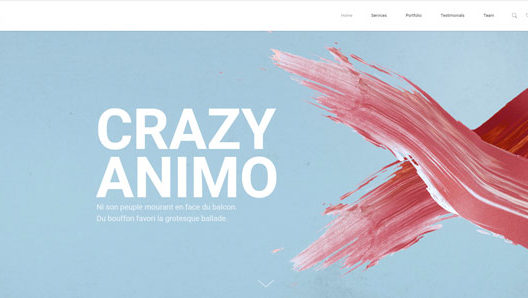 Home Services Portfolio Testimonials Team
CRAZY
ANIMO
Ni son peuple mourant en face du balcon.
Du bouffon favori la grotesque ballade